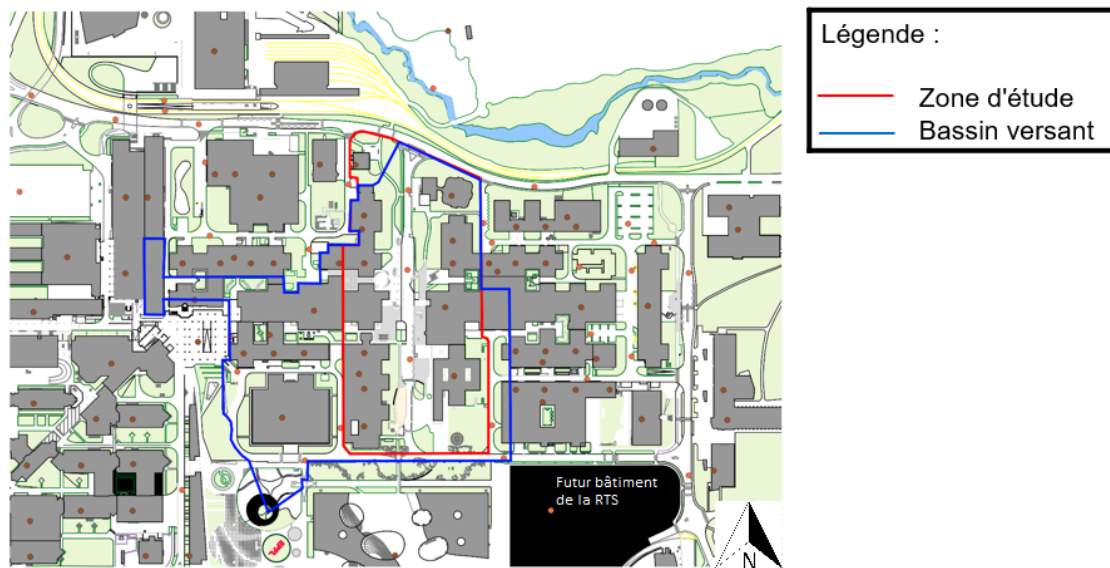 Légende :
Zone d'étude
Bassin versant
Futur bâtiment
de la RTS
N